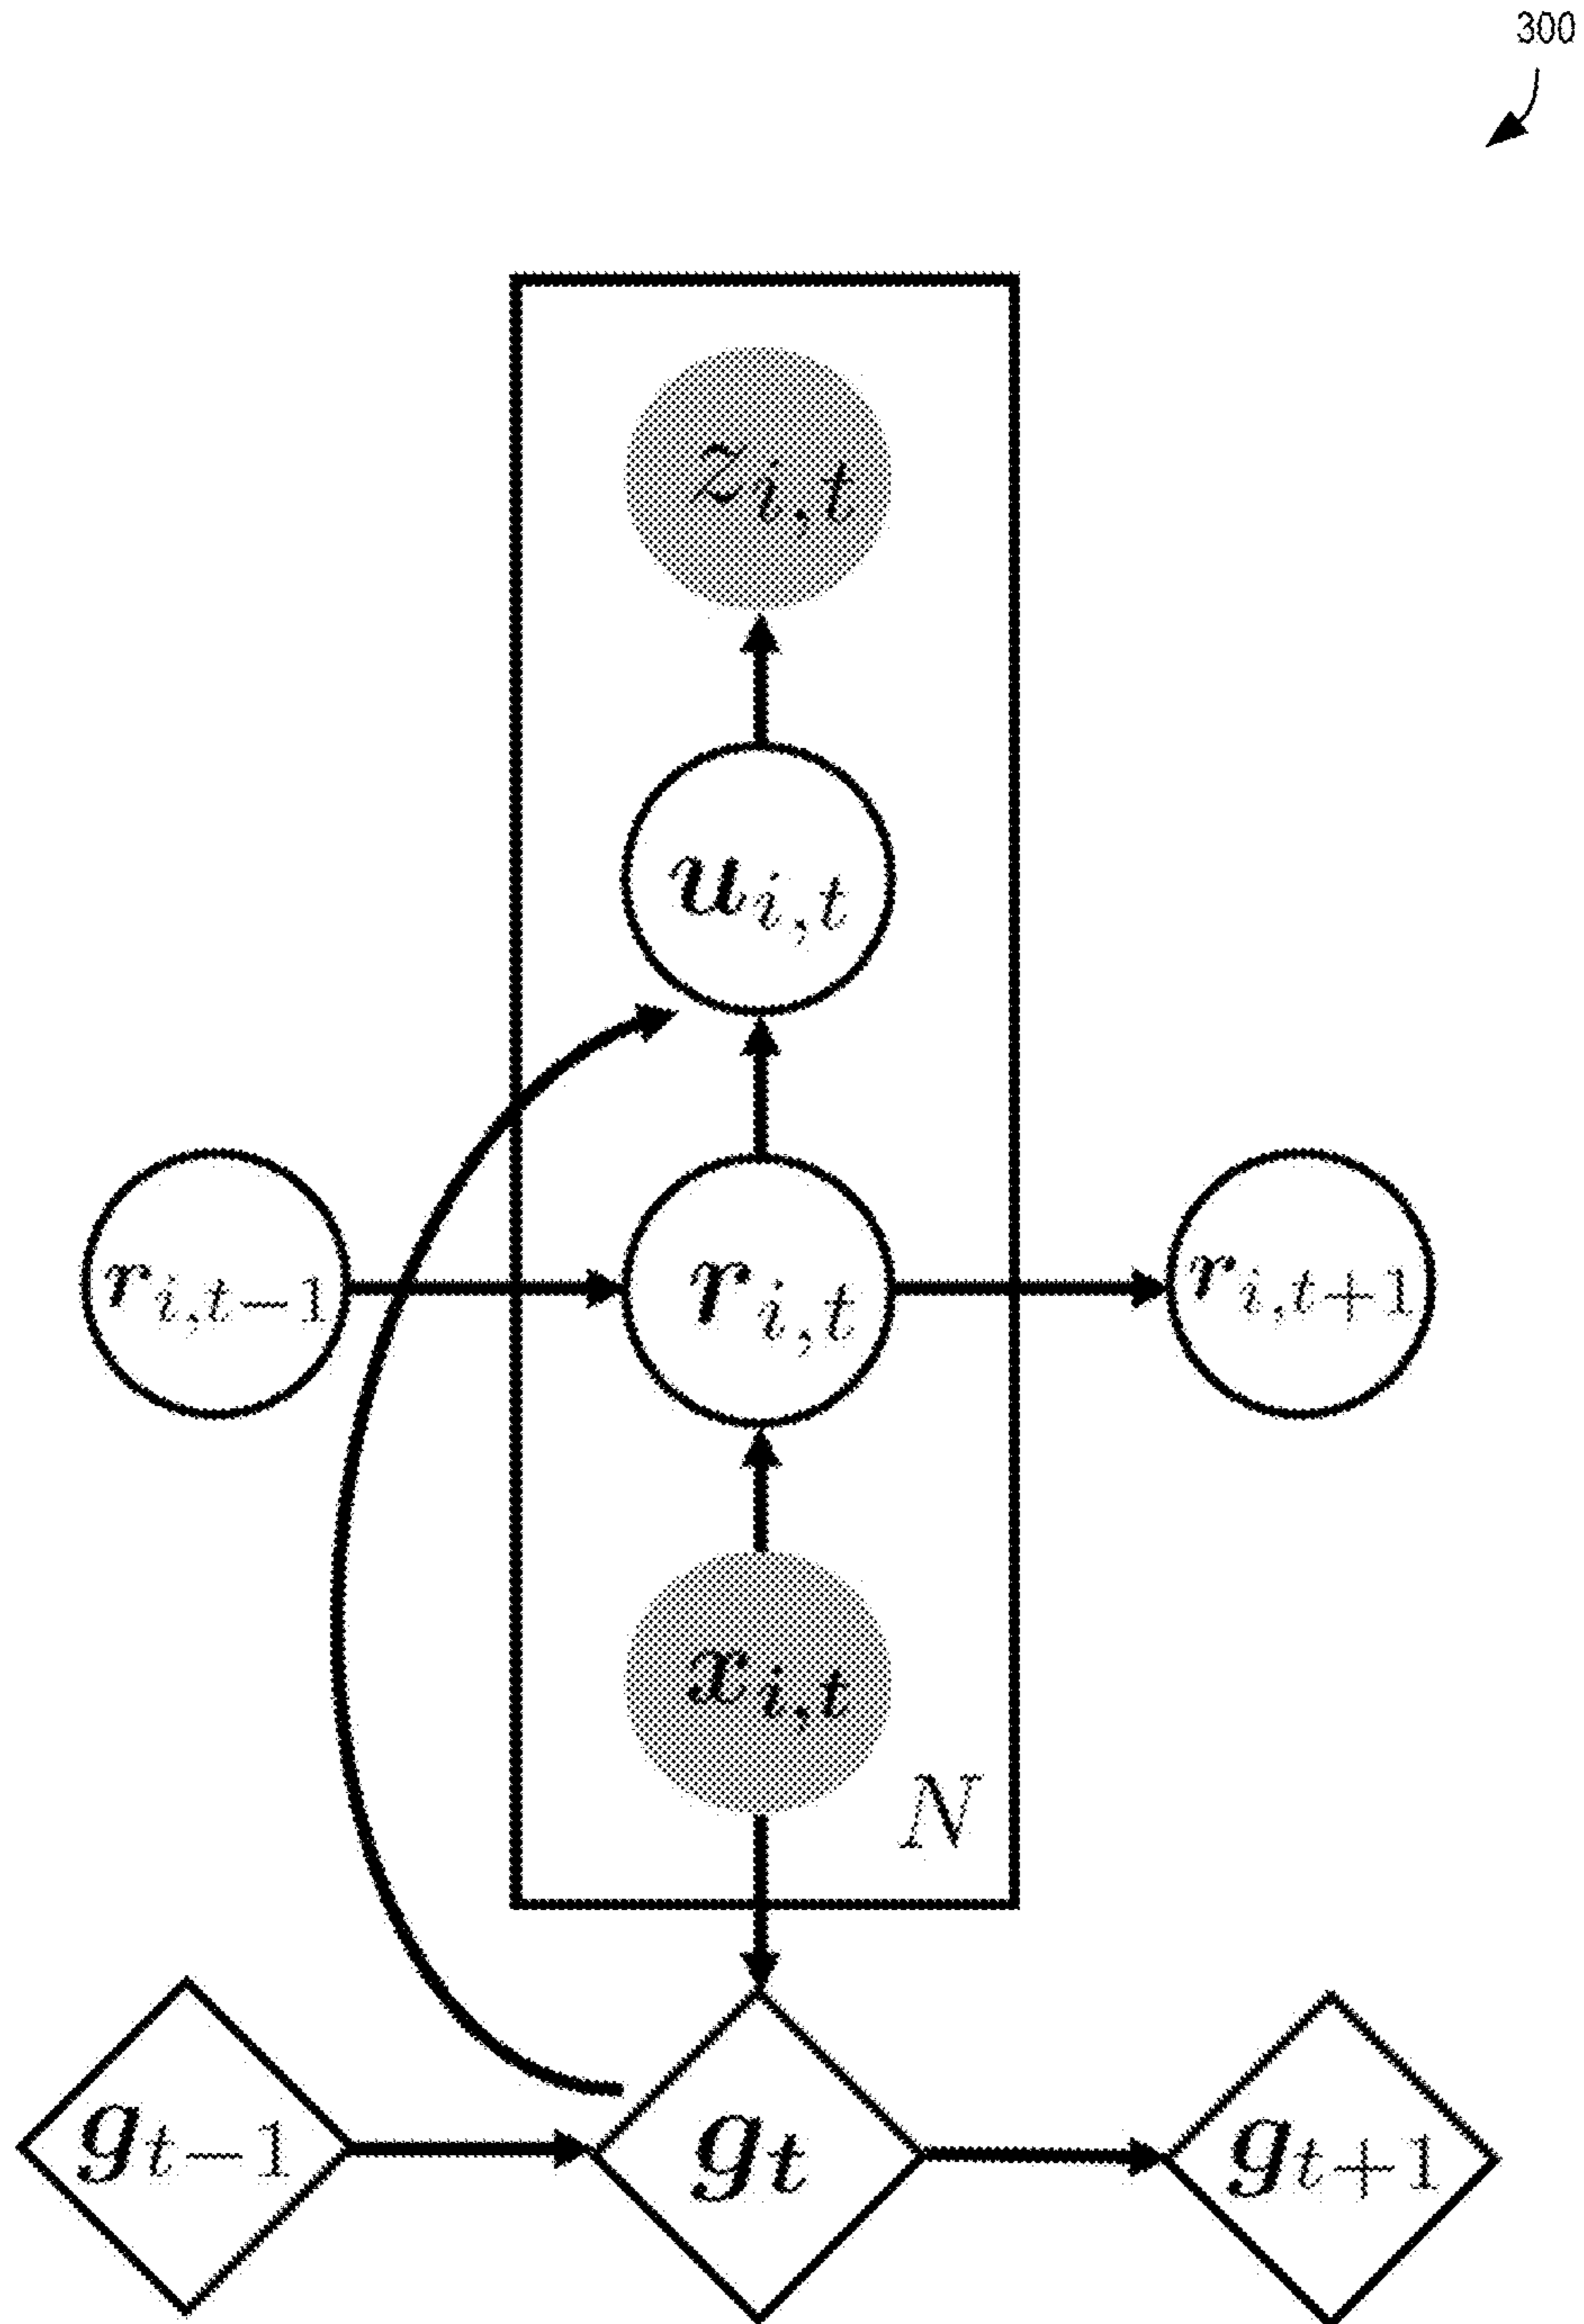 300
z_{i,t}
u_{i,t}
r_{i,t-1} r_{i,t} r_{i,t+1}
x_{i,t}
N
g_{t-1} g_t g_{t+1}